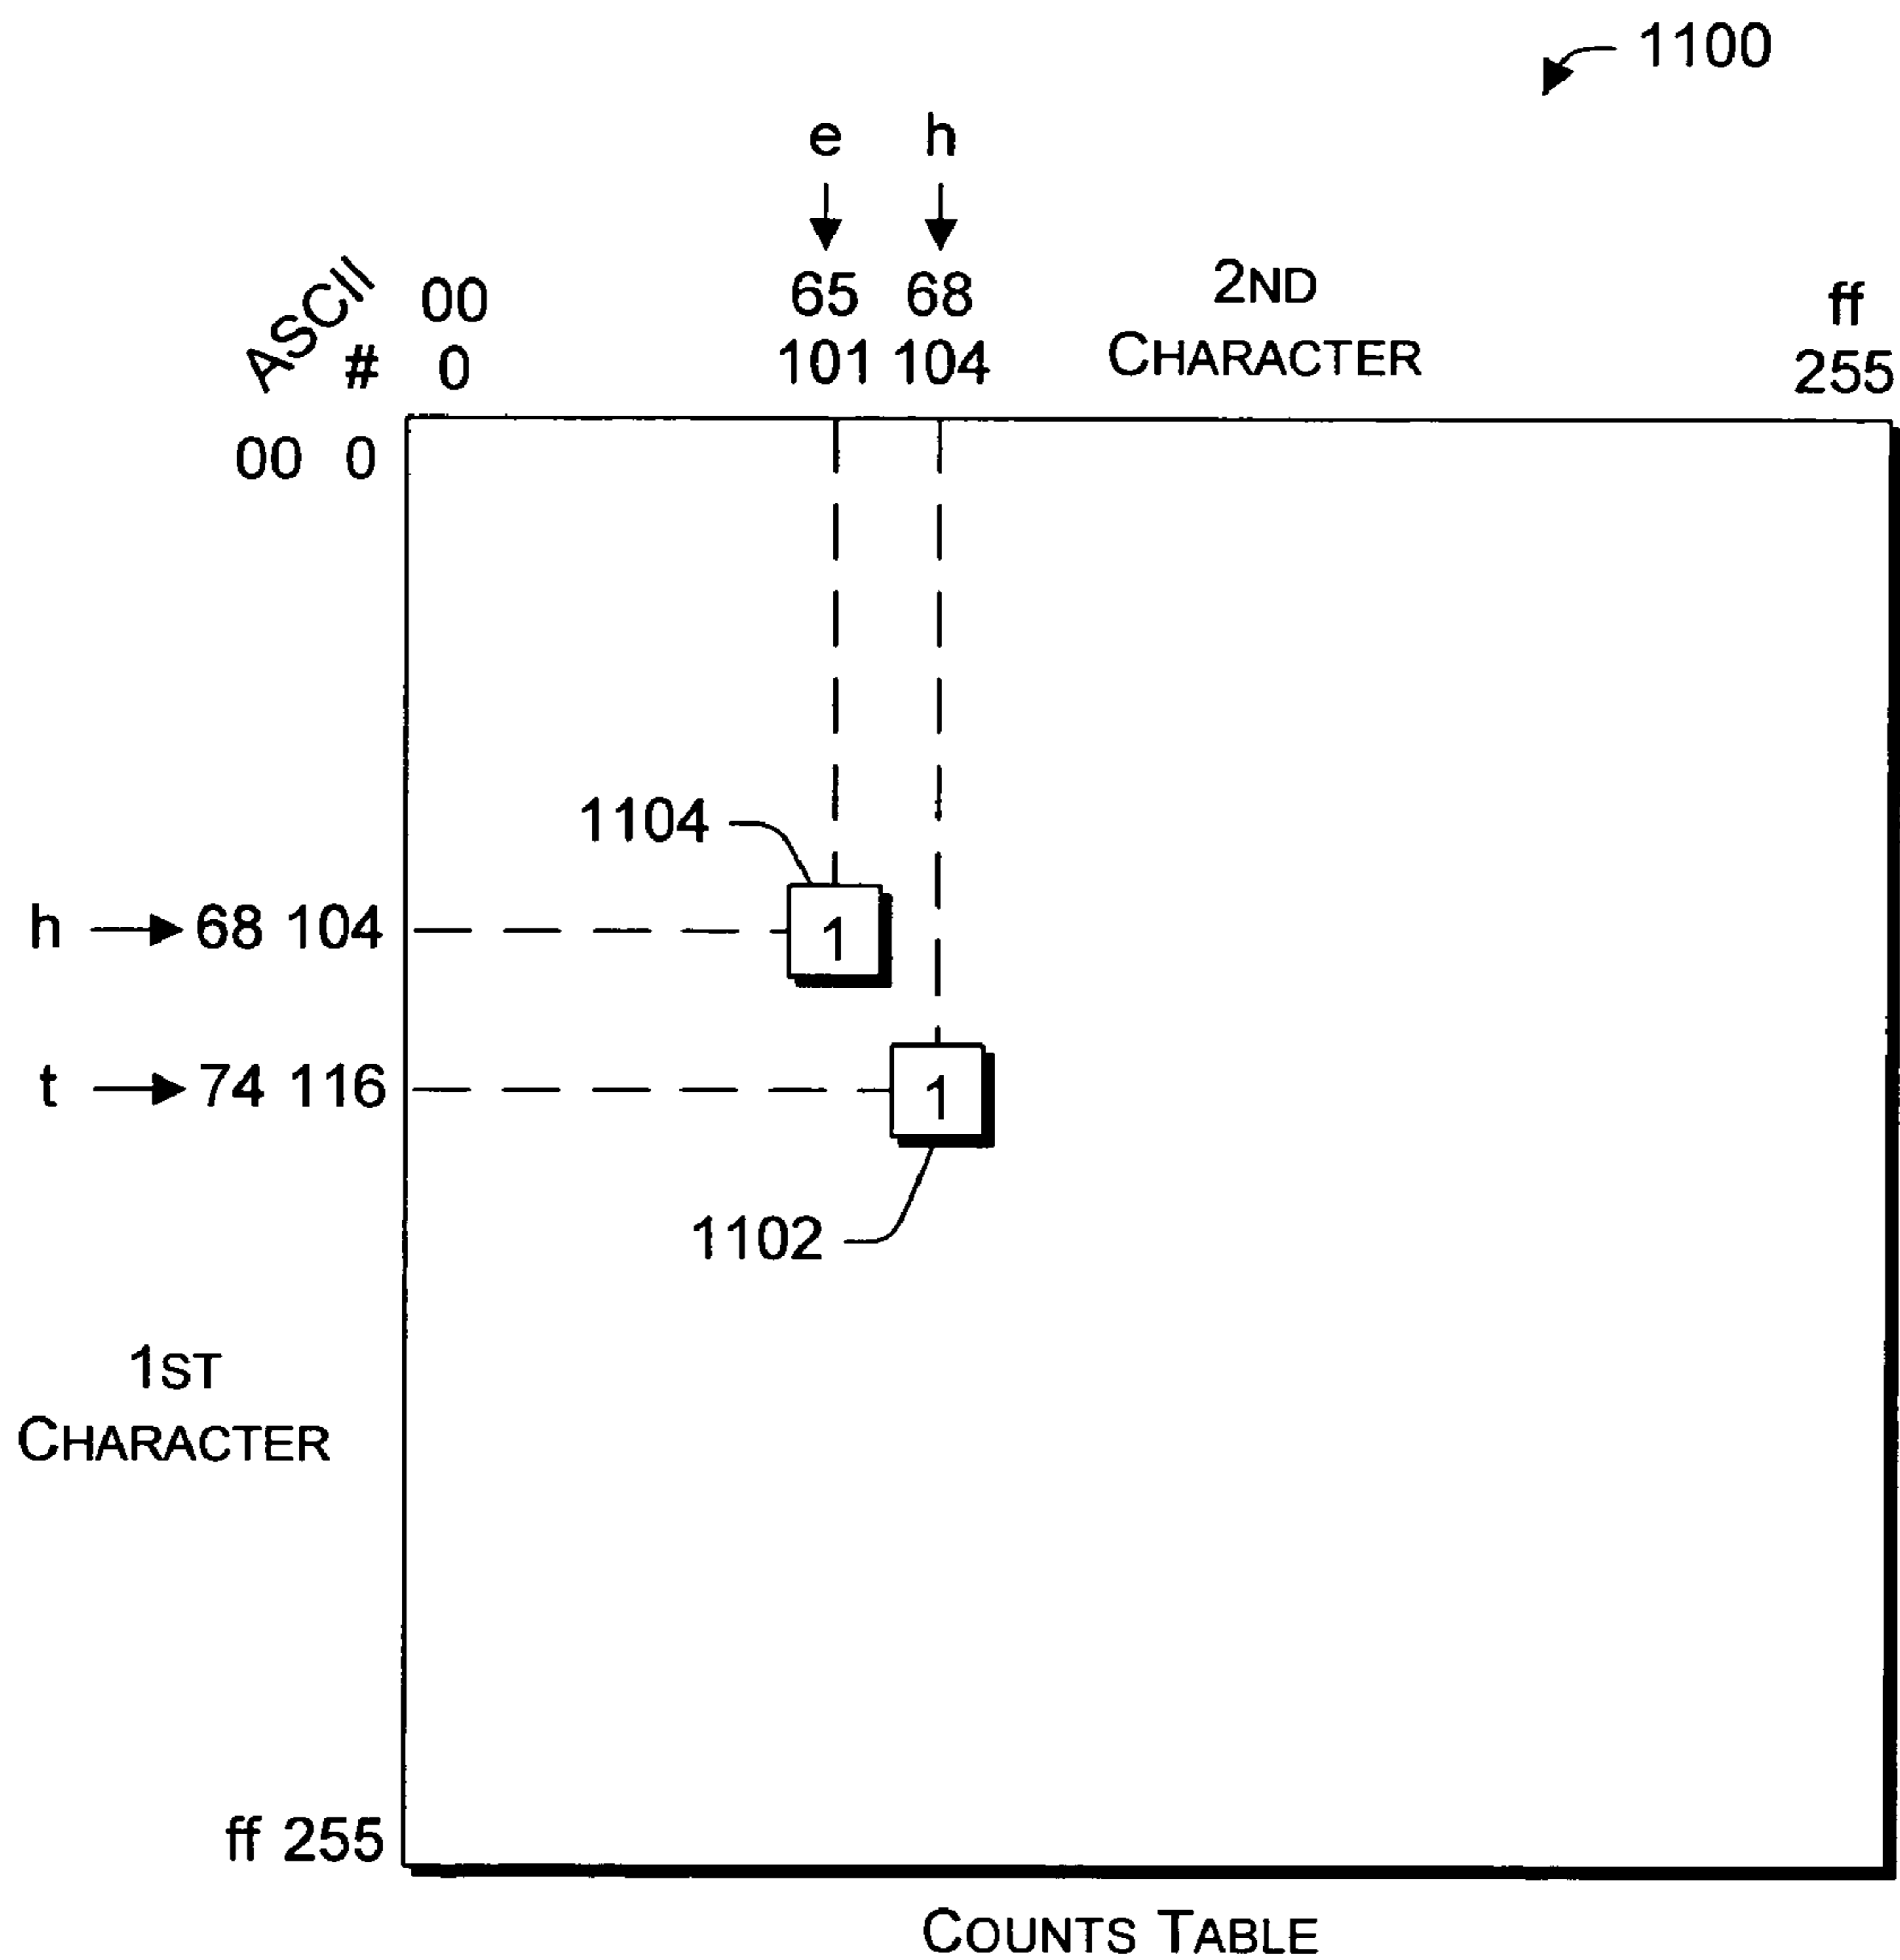 1100
e h
ASCII 00 65 68 2ND ff
# 0 101 104 CHARACTER 255
00 0
1104
h 68 104 1
t 74 116 1
1102
1ST
CHARACTER
ff 255
COUNTS TABLE